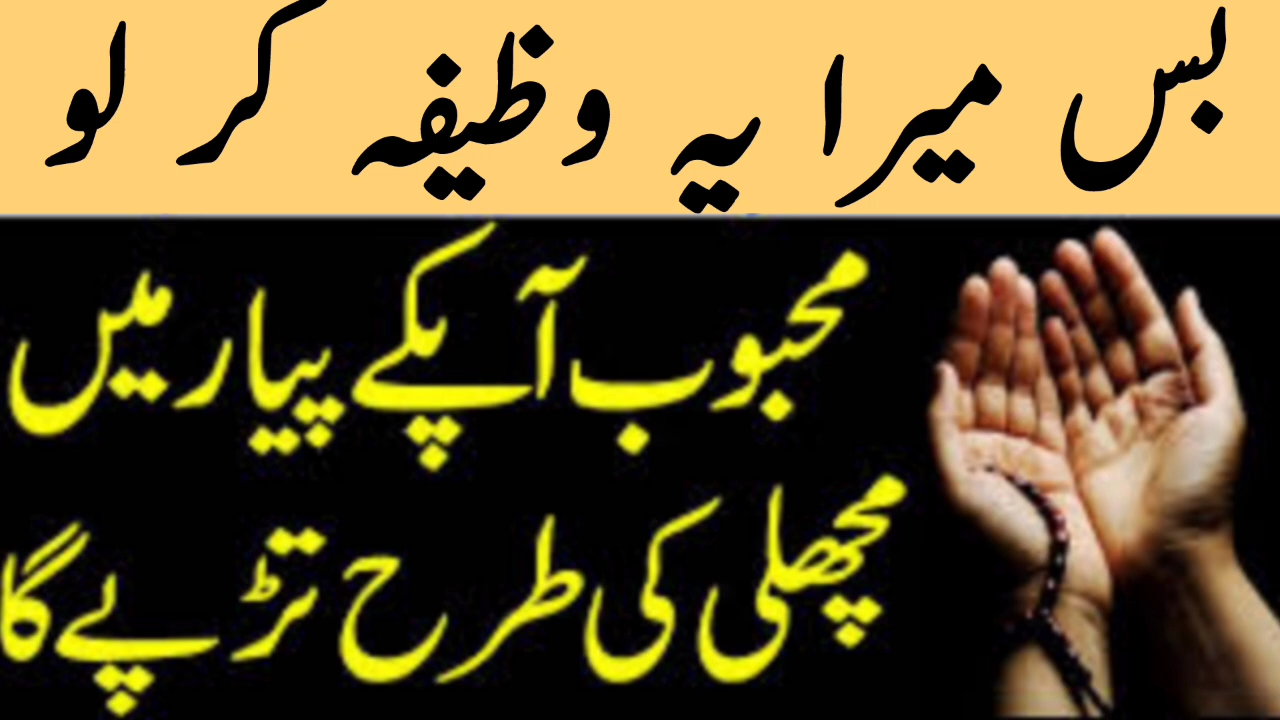 بس میرا یہ وظیفہ کر لو
محبوب آپکے پیار میں
مچھلی کی طرح تڑپے گا